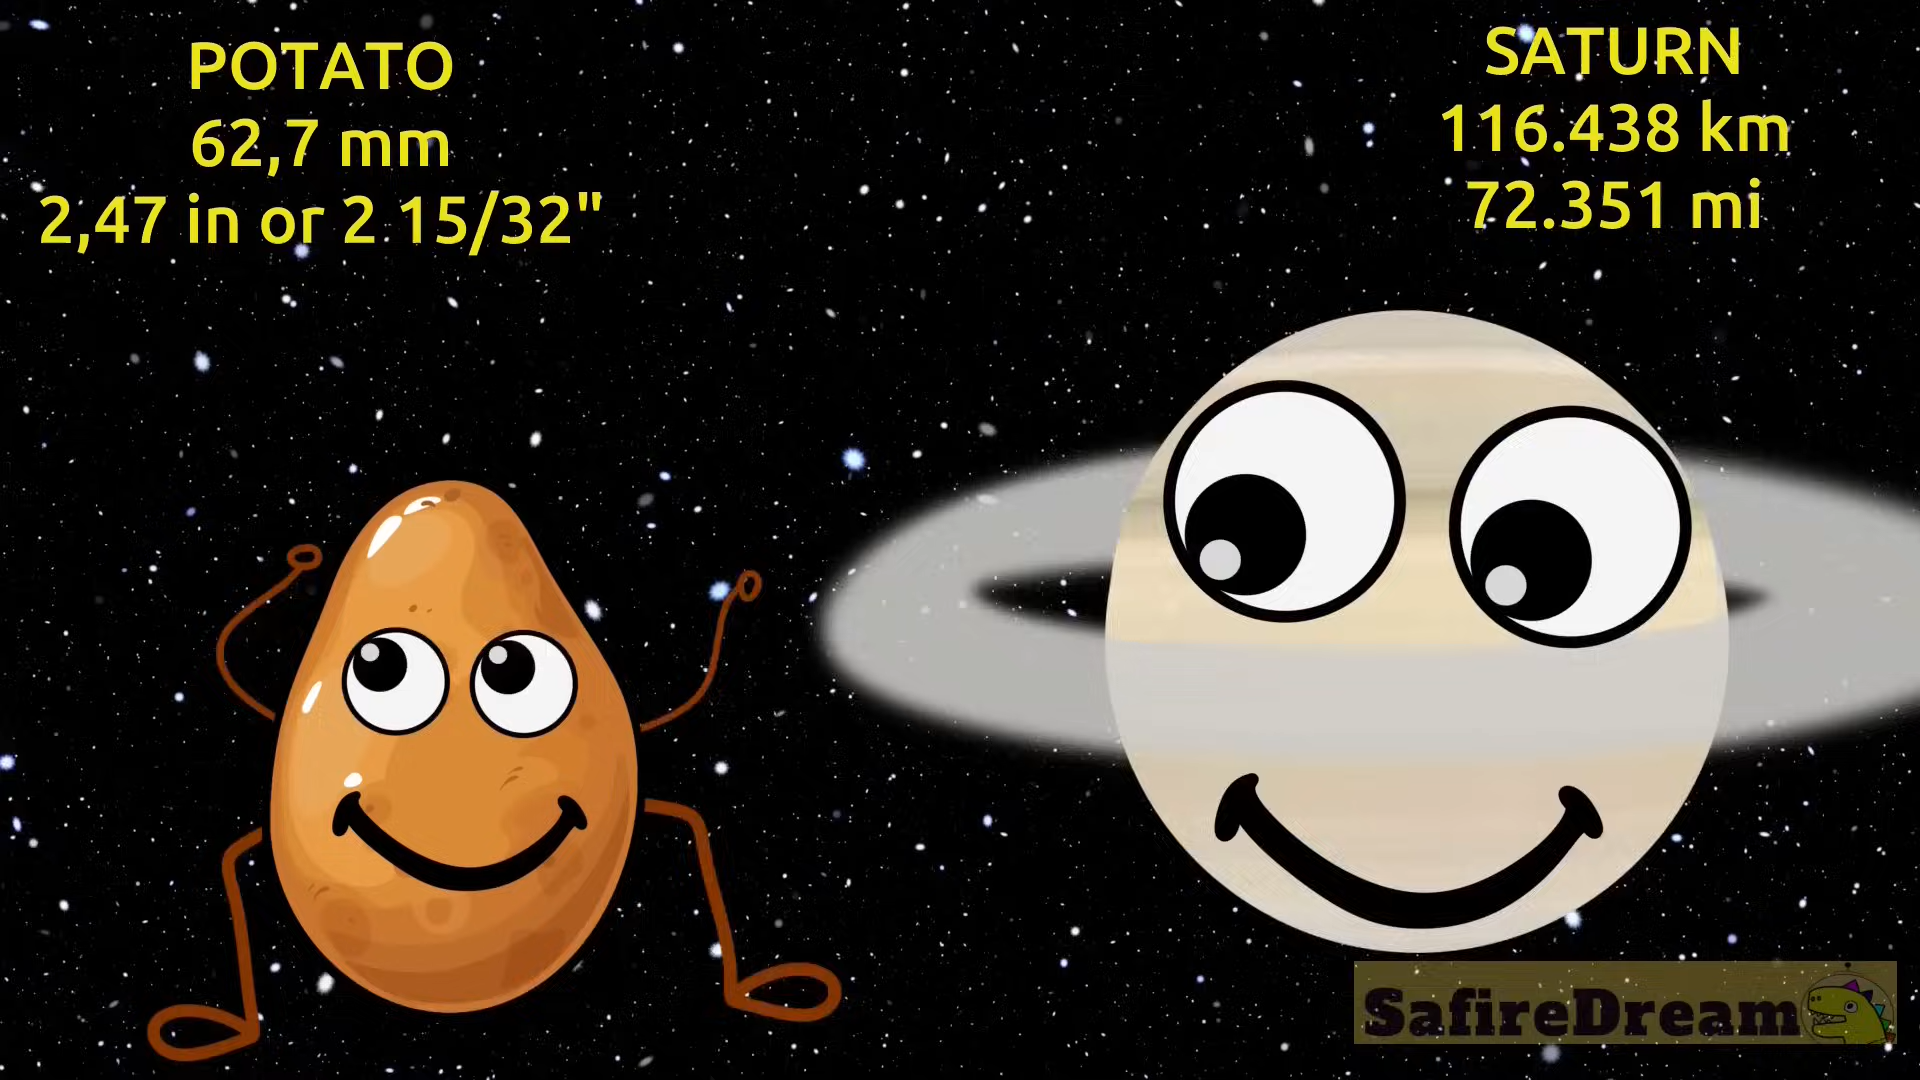 POTATO
62,7 mm
2,47 in or 2 15/32"
SATURN
116.438 km
72.351 mi
SafireDream